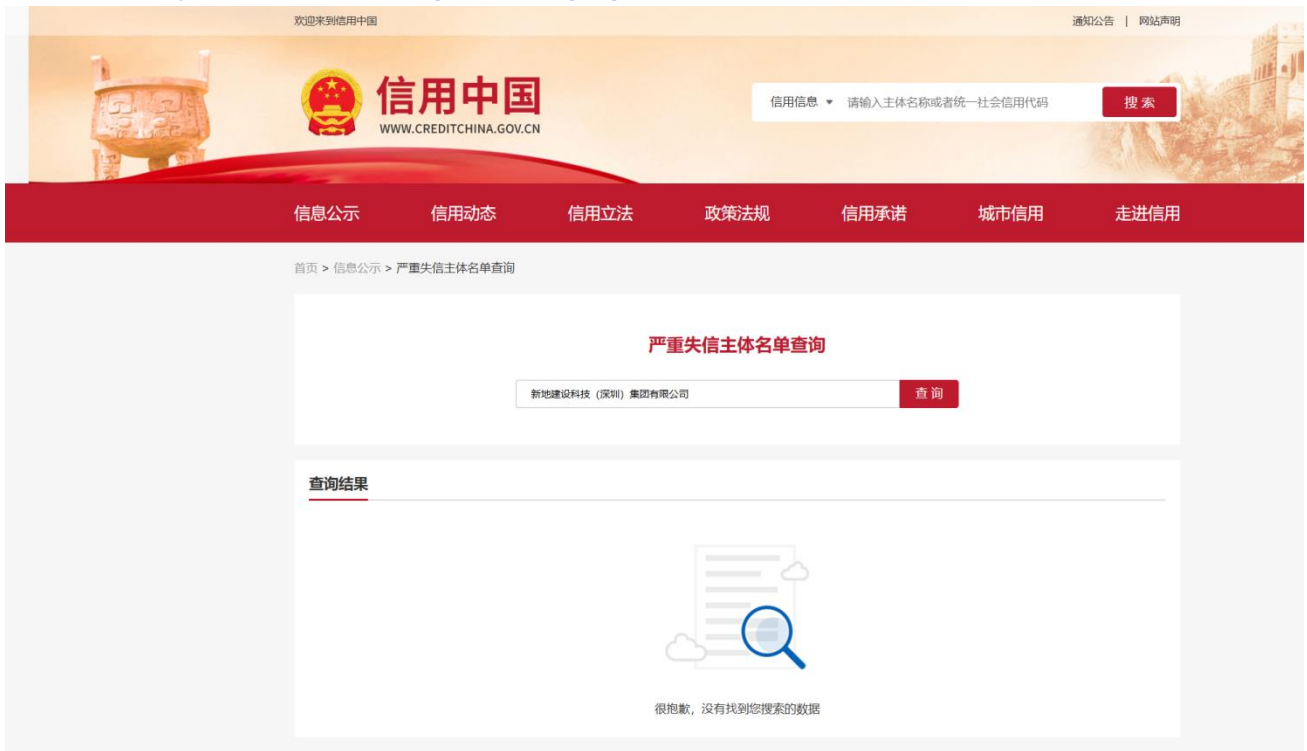 欢迎来到信用中国
通知公告 | 网站声明
信用中国
WWW.CREDITCHINA.GOV.CN
信用信息 ▼ 请输入主体名称或者统一社会信用代码 搜索
信息公示 信用动态 信用立法 政策法规 信用承诺 城市信用 走进信用
首页 > 信息公示 > 严重失信主体名单查询
严重失信主体名单查询
新地建设科技（深圳）集团有限公司 查询
查询结果
很抱歉，没有找到您搜索的数据